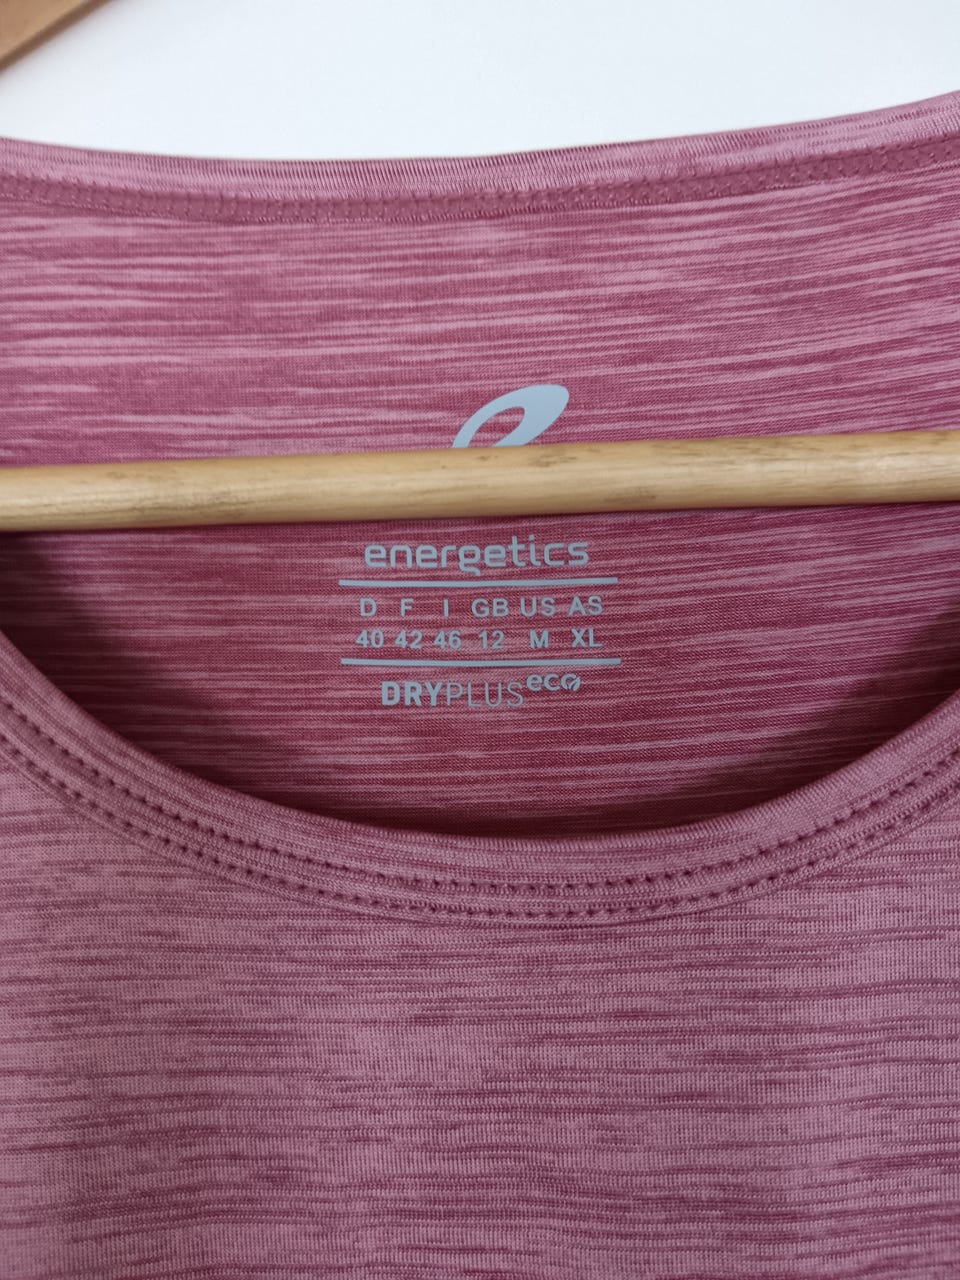 energetics
D F I GB US AS
40 42 46 12 M XL
DRYPLUS eco